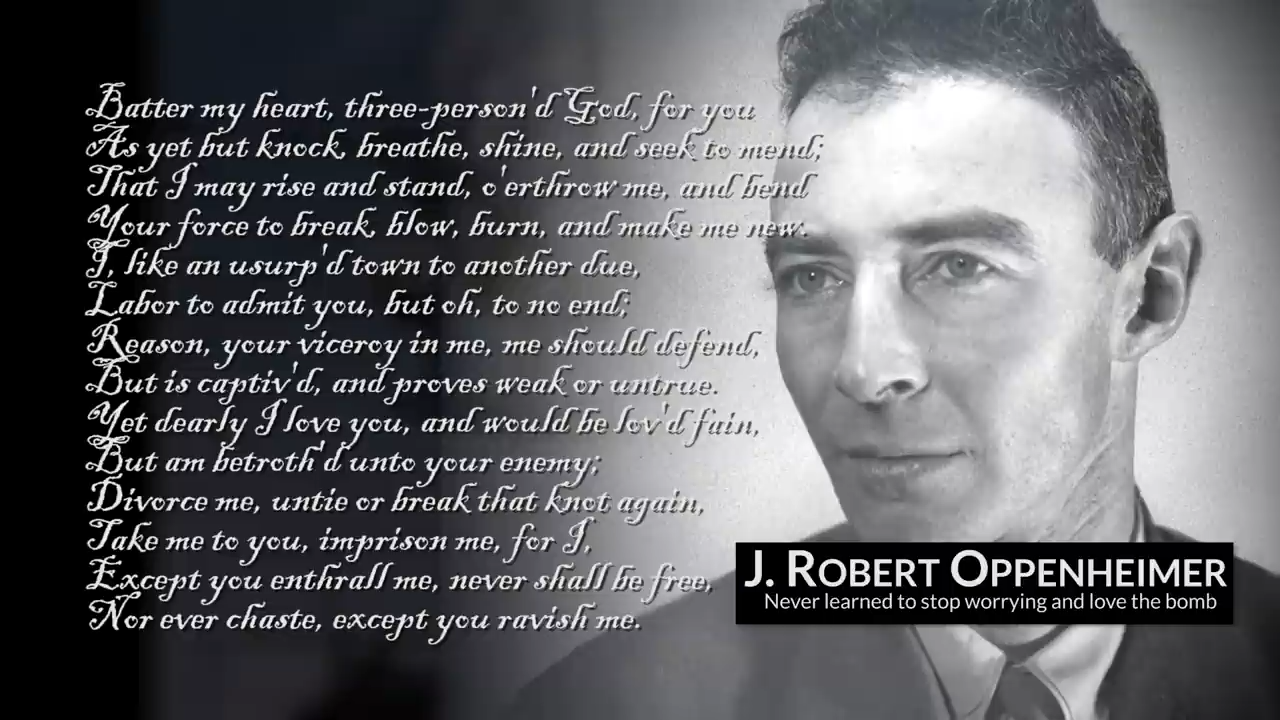 Batter my heart, three-person'd God, for you
As yet but knock, breathe, shine, and seek to mend;
That I may rise and stand, o'erthrow me, and bend
Your force to break, blow, burn, and make me new.
I, like an usurp'd town to another due,
Labor to admit you, but oh, to no end;
Reason, your viceroy in me, me should defend,
But is captiv'd, and proves weak or untrue.
Yet dearly I love you, and would be lov'd fain,
But am betroth'd unto your enemy;
Divorce me, untie or break that knot again,
Take me to you, imprison me, for I,
Except you enthrall me, never shall be free,
Nor ever chaste, except you ravish me.
J. ROBERT OPPENHEIMER
Never learned to stop worrying and love the bomb